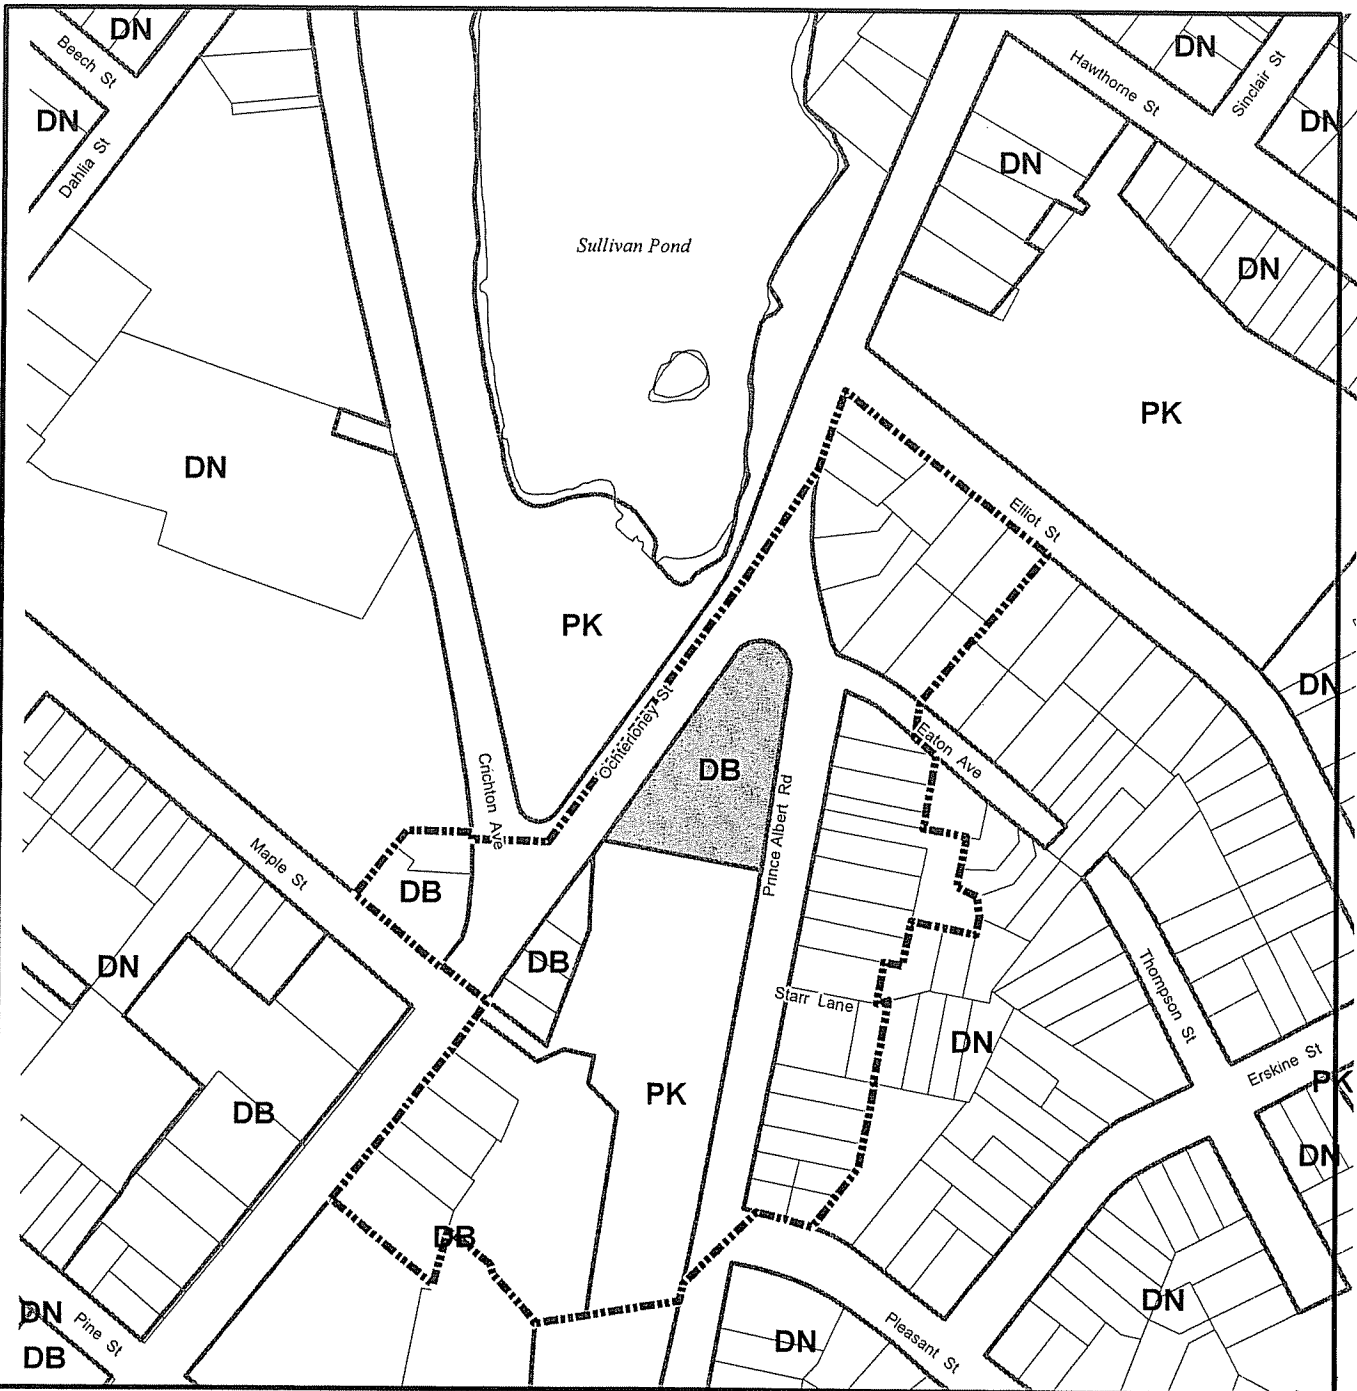 DN
Beech St
DN
Dahlia St
Hawthorne St
DN
Sinclair St
DN
DN
Sullivan Pond
DN
PK
DN
Elliot St
PK
DN
Ochterloney St
DB
Eaton Ave
Crichton Ave
Prince Albert Rd
Maple St
DB
DN
DB
Starr Lane
Thompson St
DN
Erskine St
PK
PK
DB
DN
DB
DN
DN
Pine St
DB
DN
Pleasant St